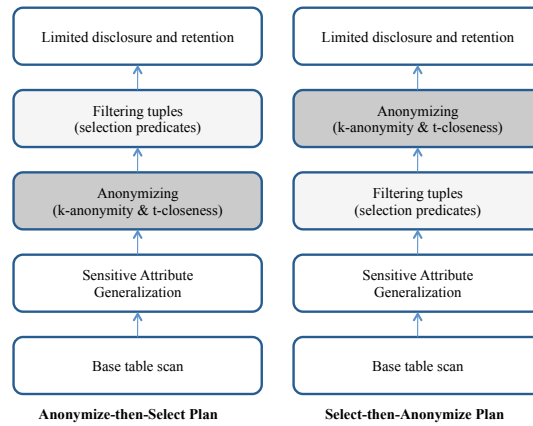 Limited disclosure and retention
Filtering tuples
(selection predicates)
Anonymizing
(k-anonymity & t-closeness)
Sensitive Attribute
Generalization
Base table scan
Anonymize-then-Select Plan
Limited disclosure and retention
Anonymizing
(k-anonymity & t-closeness)
Filtering tuples
(selection predicates)
Sensitive Attribute
Generalization
Base table scan
Select-then-Anonymize Plan